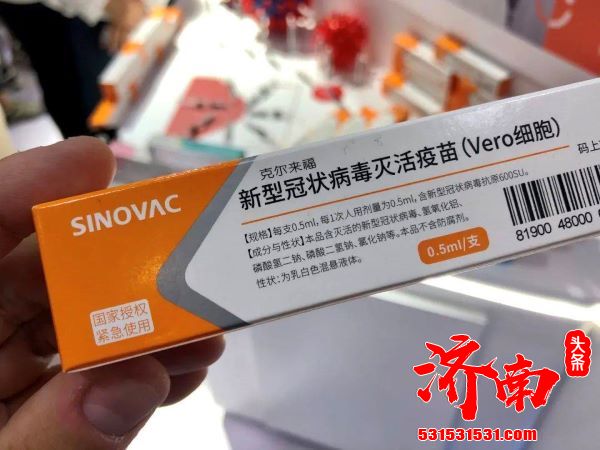 SINOVAC
国家授权
紧急使用
克尔来福
新型冠状病毒灭活疫苗(Vero细胞)
【规格】每支0.5ml, 每1次人用剂量为0.5ml, 含新型冠状病毒抗原600SU。
【成分与性状】本品含灭活的新型冠状病毒、氢氧化铝、
磷酸氢二钠、磷酸二氢钠、氯化钠等。本品不含防腐剂。
性状:为乳白色混悬液体。
0.5ml/支
码上
81900 48000
济南
头条
531531531.com